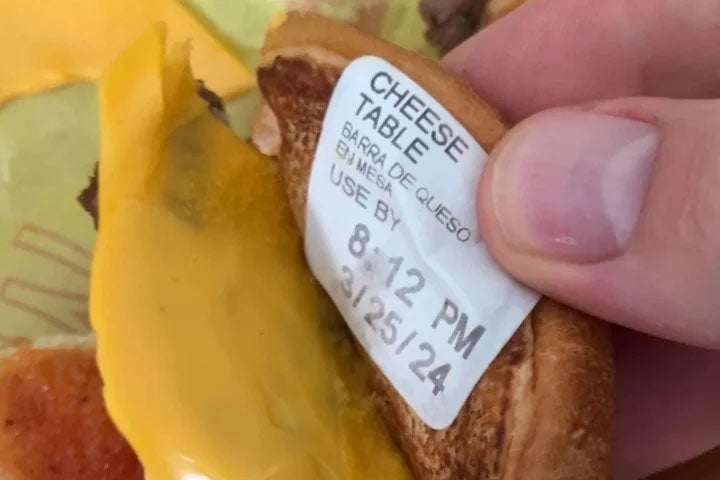 CHEESE
TABLE
BARRA DE QUESO
EN MESA
USE BY
8:12 PM
3/25/24